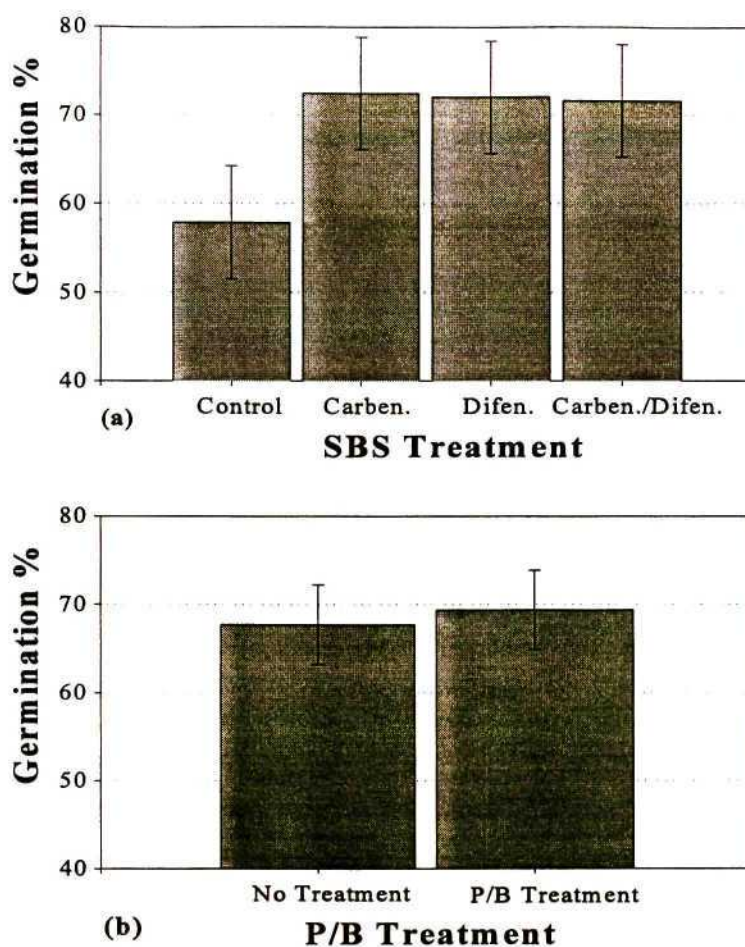 80
70
60
50
40
Germination %
Control Carben. Difen. Carben./Difen.
(a)
SBS Treatment
80
70
60
50
40
Germination %
No Treatment P/B Treatment
(b)
P/B Treatment